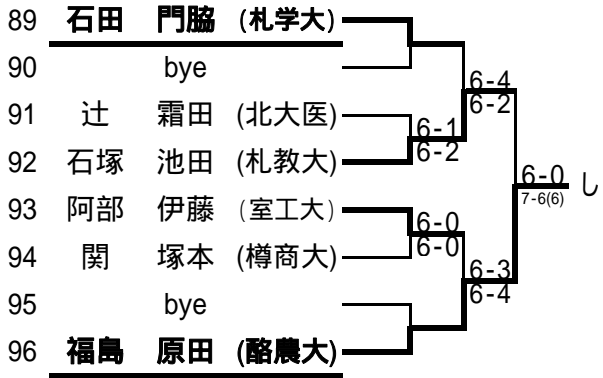 89 石田 門脇 (札学大)
90 bye
6-4
6-2
91 辻 霜田 (北大医)
6-1
92 石塚 池田 (札教大)
6-2
6-0 し
7-6(6)
93 阿部 伊藤 (室工大)
6-0
94 関 塚本 (樽商大)
6-0
6-3
6-4
95 bye
96 福島 原田 (酪農大)